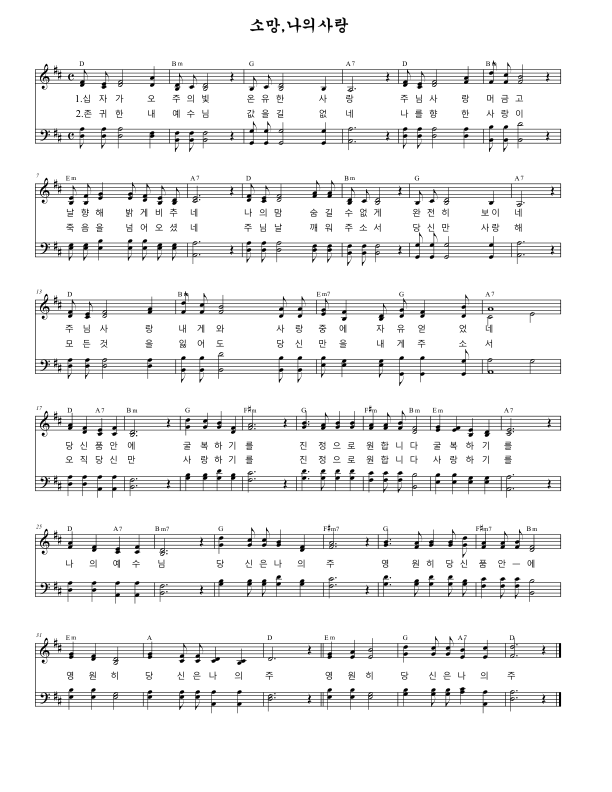 소망,나의사랑
D Bm G A7 D Bm
1.십 자 가 오 주 의 빛 온 유 한 사 랑 주 님 사 랑 머 금 고
2.존 귀 한 내 예 수 님 값 을 길 없 네 나 를 향 한 사 랑 이
7
Em A7 D Bm G A7
날 향 해 밝 게 비 추 네 나 의 맘 숨 길 수 없 게 완 전 히 보 이 네
죽 음 을 넘 어 오 셨 네 주 님 날 깨 워 주 소 서 당 신 만 사 랑 해
13
D Bm Em7 G A7
주 님 사 랑 내 게 와 사 랑 중 에 자 유 얻 었 네
모 든 것 을 잃 어 도 당 신 만 을 내 게 주 소 서
17
D A7 Bm G F#m G F#m Bm Em A7
당 신 품 안 에 굴 복 하 기 를 진 정 으 로 원 합 니 다 굴 복 하 기 를
오 직 당 신 만 사 랑 하 기 를 진 정 으 로 원 합 니 다 사 랑 하 기 를
25
D A7 Bm7 G F#m7 G F#m7 Bm
나 의 예 수 님 당 신 은 나 의 주 영 원 히 당 신 품 안 ― 에
31
Em A D Em G A7 D
영 원 히 당 신 은 나 의 주 영 원 히 당 신 은 나 의 주